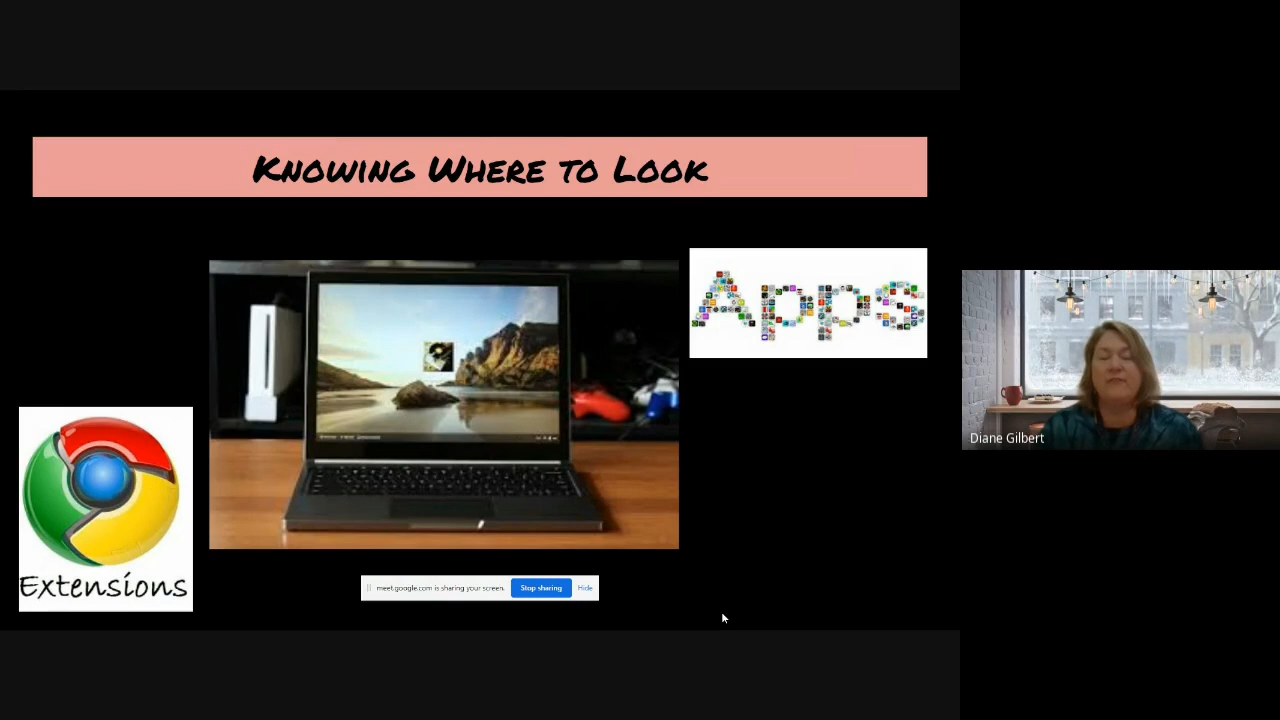 Knowing Where to Look
Apps
Extensions
meet.google.com is sharing your screen.
Stop sharing
Hide
Diane Gilbert